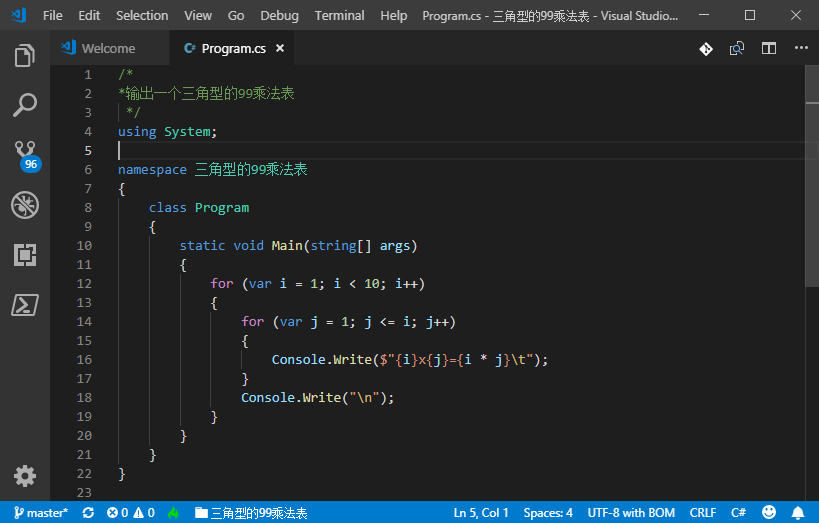 File Edit Selection View Go Debug Terminal Help Program.cs - 三角型的99乘法表 - Visual Studio...
Welcome Program.cs
1 /*
2 *输出一个三角型的99乘法表
3 */
4 using System;
5
6 namespace 三角型的99乘法表
7 {
8 class Program
9 {
10 static void Main(string[] args)
11 {
12 for (var i = 1; i < 10; i++)
13 {
14 for (var j = 1; j <= i; j++)
15 {
16 Console.Write($"{i}x{j}={i * j}\t");
17 }
18 Console.Write("\n");
19 }
20 }
21 }
22 }
23
96
master* 0 0 三角型的99乘法表 Ln 5, Col 1 Spaces: 4 UTF-8 with BOM CRLF C#